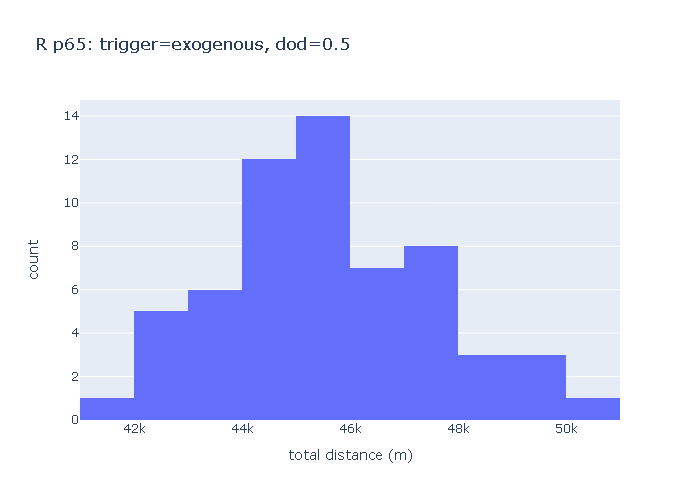 R p65: trigger=exogenous, dod=0.5
14
12
10
8
6
4
2
0
count
42k 44k 46k 48k 50k
total distance (m)